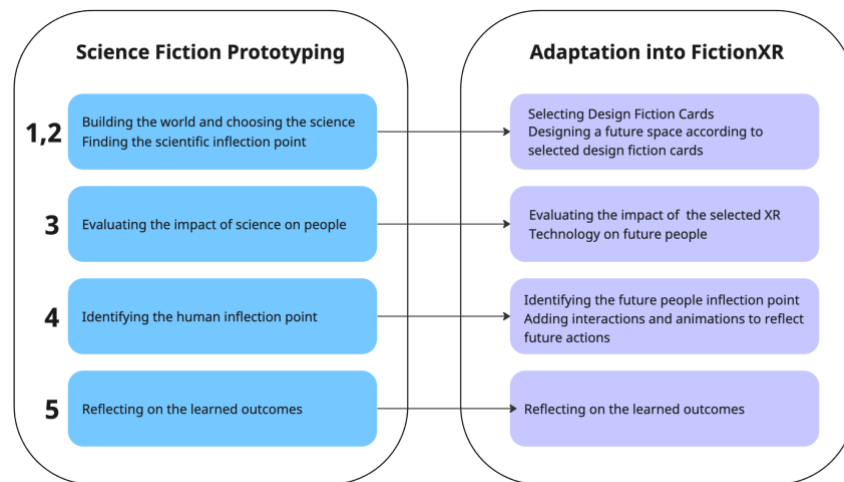 Science Fiction Prototyping
Adaptation into FictionXR
1,2
Building the world and choosing the science
Finding the scientific inflection point
Selecting Design Fiction Cards
Designing a future space according to
selected design fiction cards
3
Evaluating the impact of science on people
Evaluating the impact of the selected XR
Technology on future people
4
Identifying the human inflection point
Identifying the future people inflection point
Adding interactions and animations to reflect
future actions
5
Reflecting on the learned outcomes
Reflecting on the learned outcomes